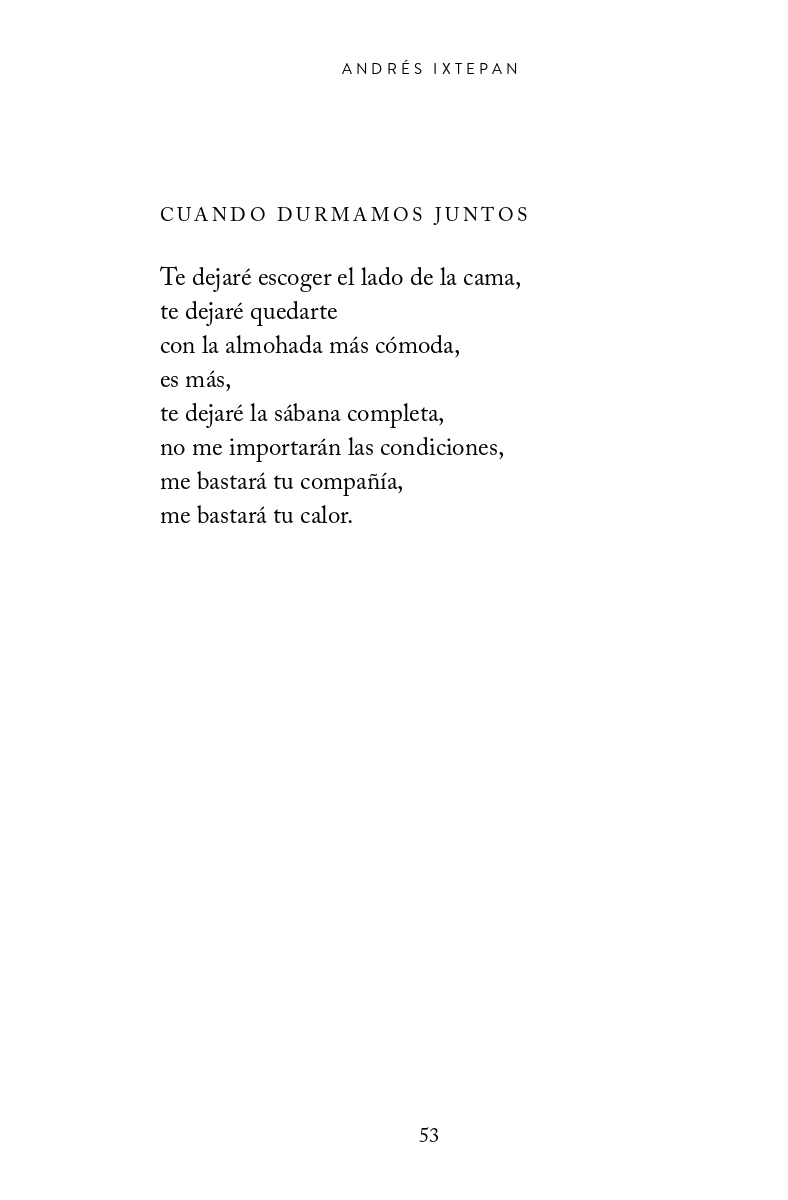 ANDRÉS IXTEPAN
CUANDO DURMAMOS JUNTOS
Te dejaré escoger el lado de la cama,
te dejaré quedarte
con la almohada más cómoda,
es más,
te dejaré la sábana completa,
no me importarán las condiciones,
me bastará tu compañía,
me bastará tu calor.
53